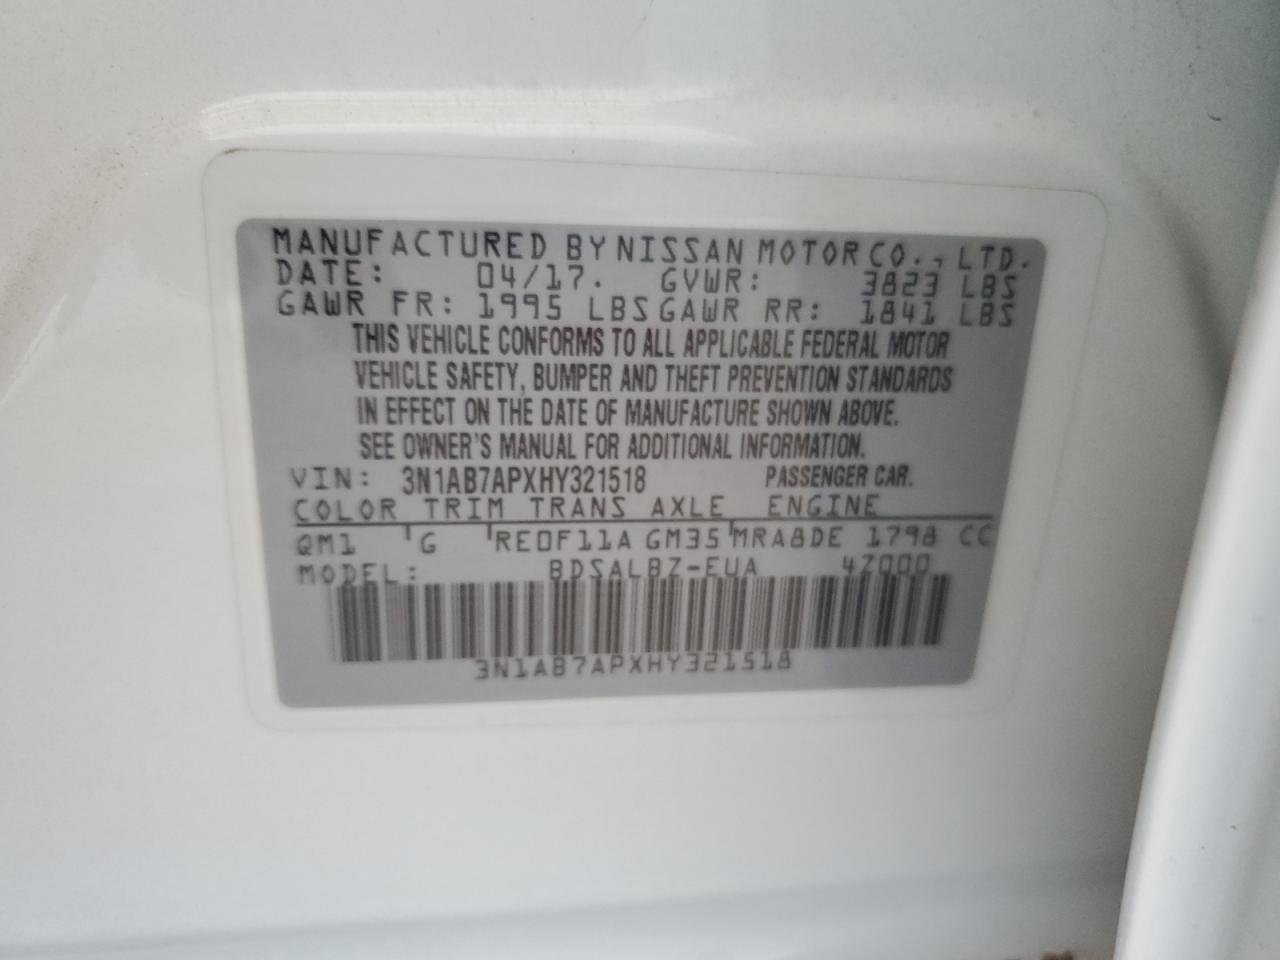 MANUFACTURED BY NISSAN MOTOR CO., LTD.
DATE: 04/17. GVWR: 3823 LBS
GAWR FR: 1995 LBS GAWR RR: 1841 LBS
THIS VEHICLE CONFORMS TO ALL APPLICABLE FEDERAL MOTOR
VEHICLE SAFETY, BUMPER AND THEFT PREVENTION STANDARDS
IN EFFECT ON THE DATE OF MANUFACTURE SHOWN ABOVE.
SEE OWNER'S MANUAL FOR ADDITIONAL INFORMATION.
VIN: 3N1AB7APXHY321518 PASSENGER CAR.
COLOR TRIM TRANS AXLE ENGINE
QM1 G RE0F11A GM35 MRA8DE 1798 CC
MODEL: BDSALBZ-EUA 4Z000
3N1AB7APXHY321518